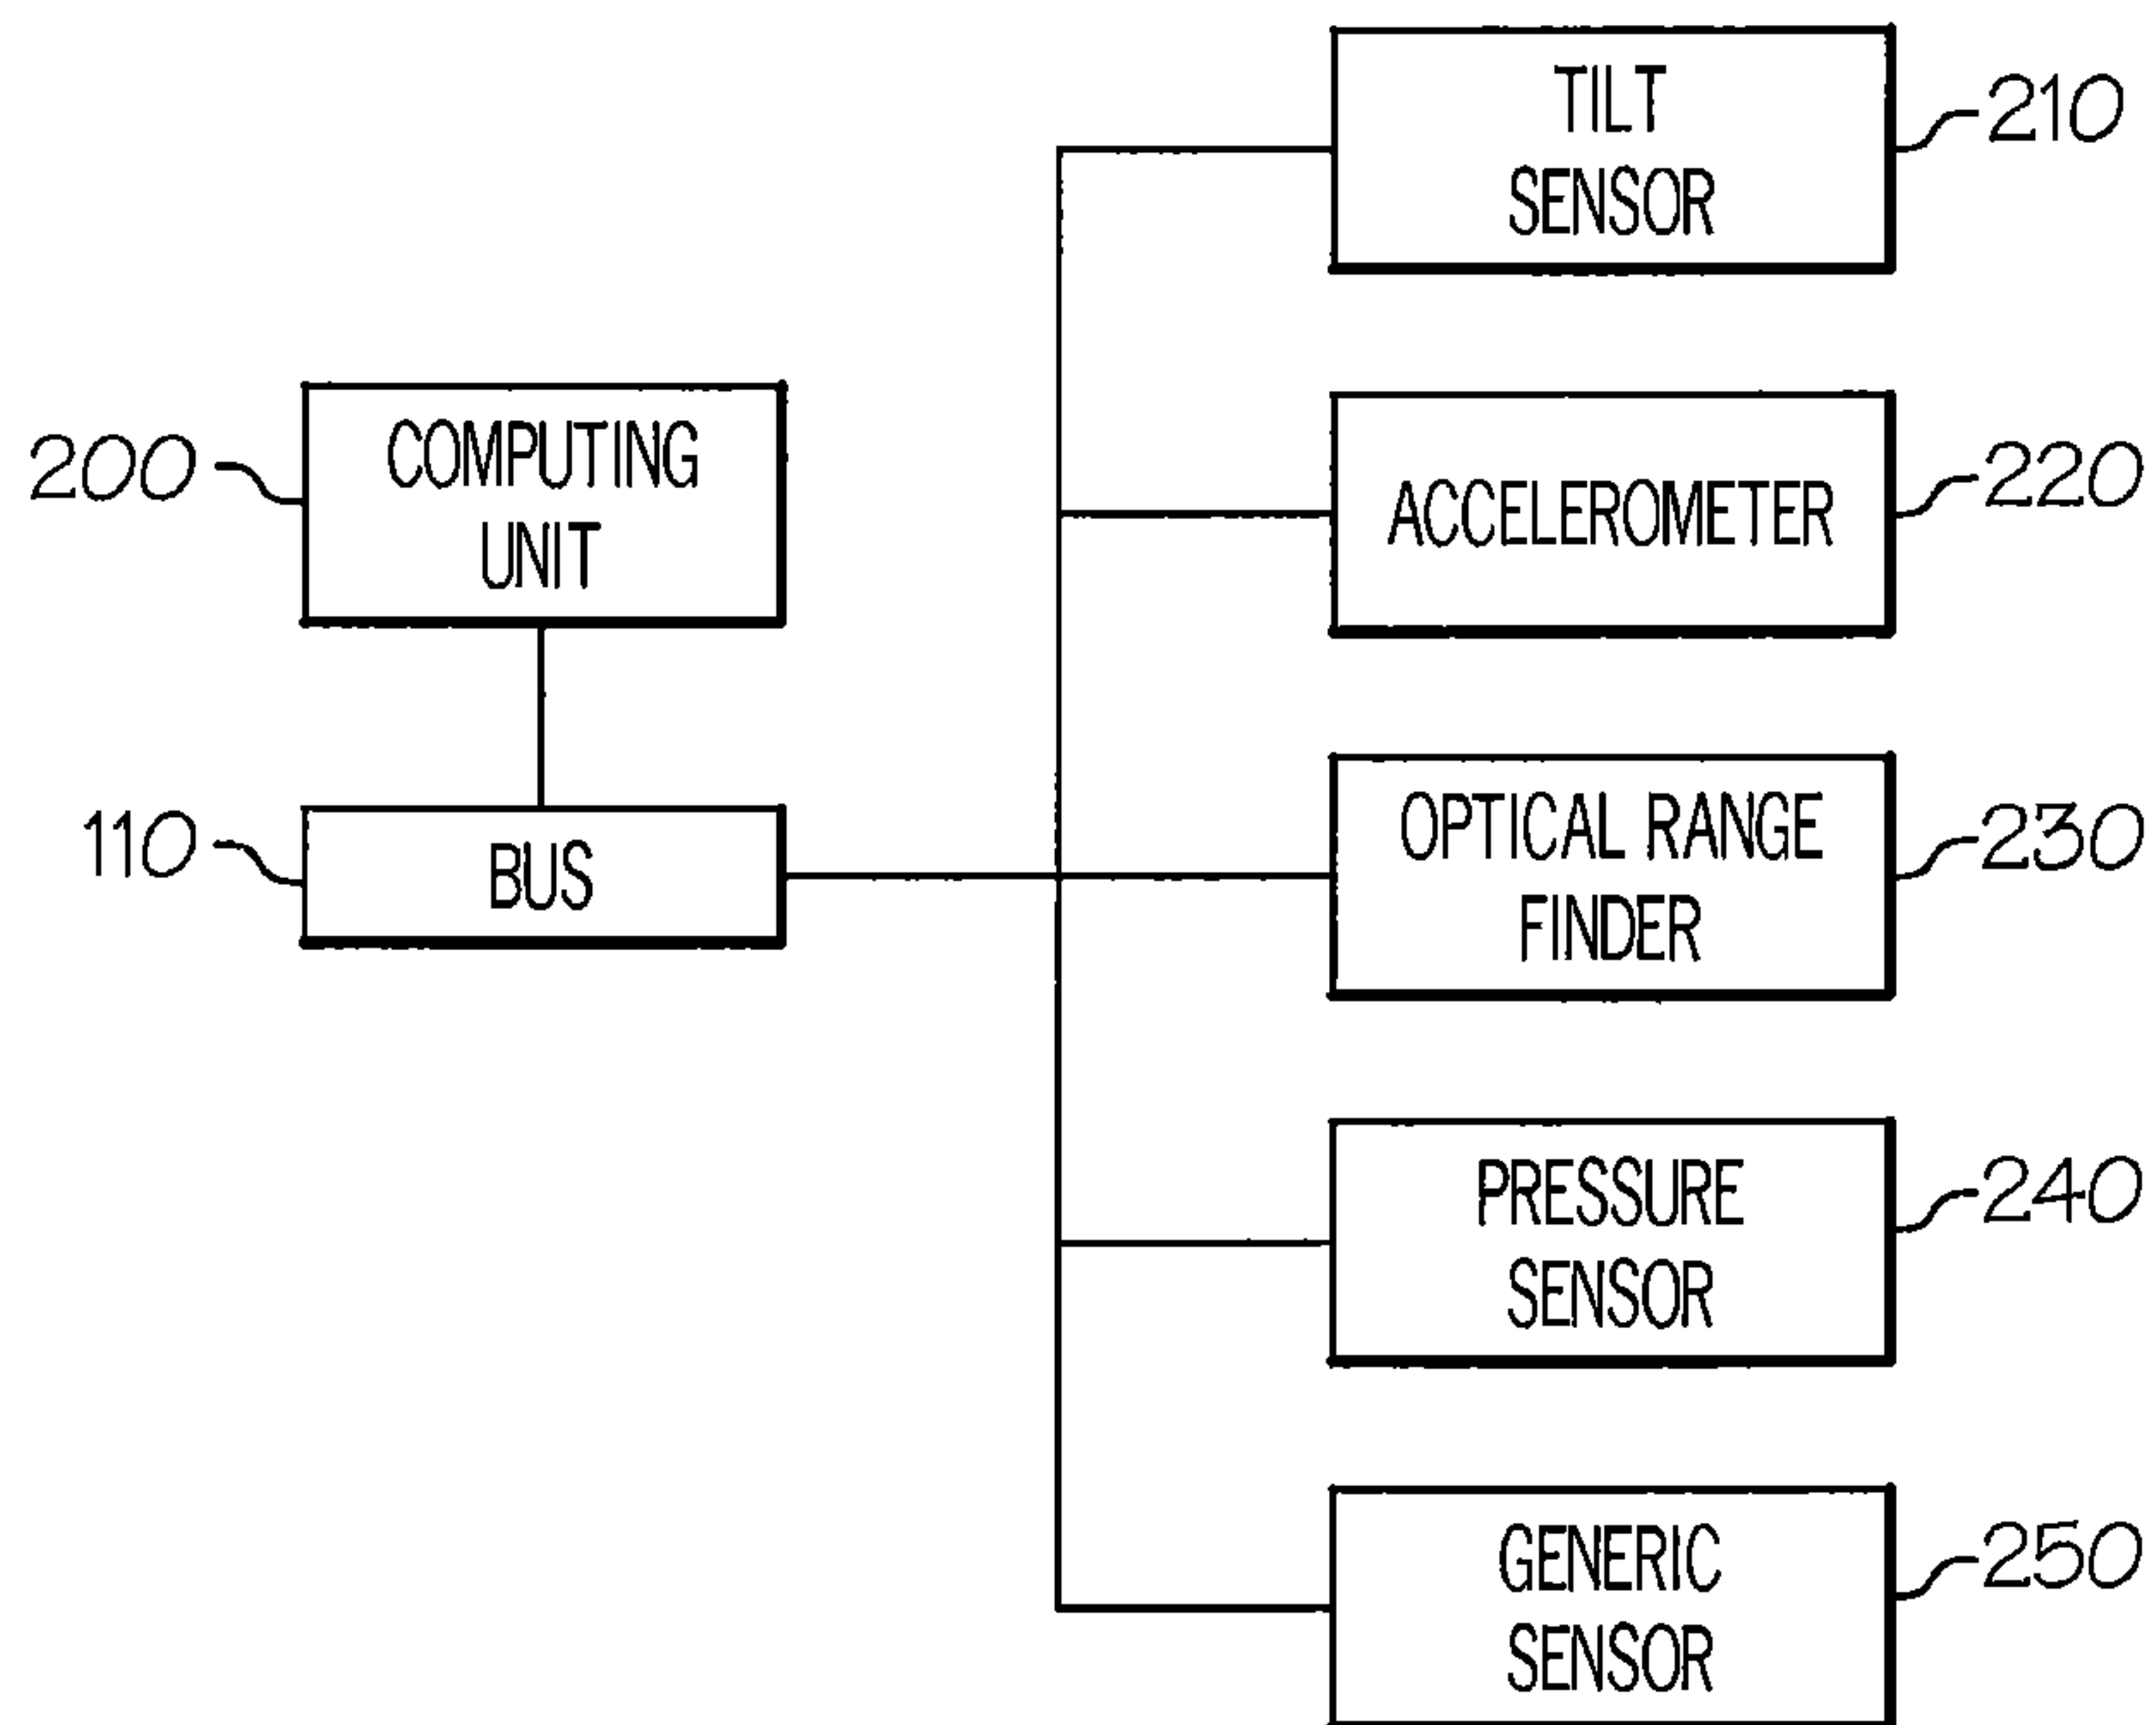 200
COMPUTING
UNIT
110
BUS
TILT
SENSOR
210
ACCELEROMETER
220
OPTICAL RANGE
FINDER
230
PRESSURE
SENSOR
240
GENERIC
SENSOR
250